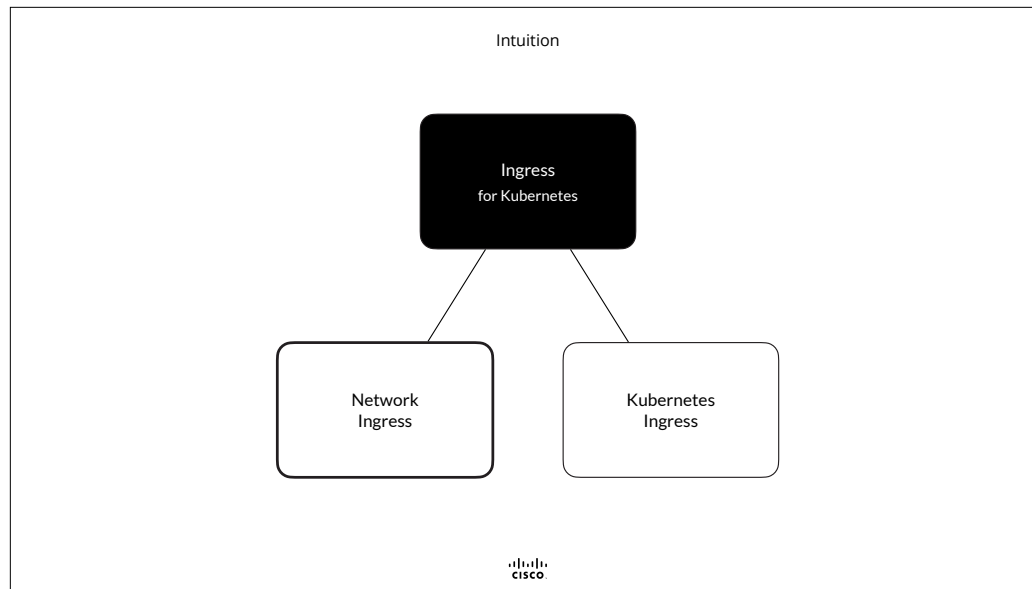 Intuition
Ingress
for Kubernetes
Network
Ingress
Kubernetes
Ingress
CISCO